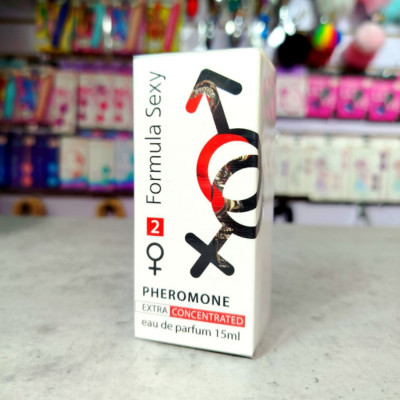 Formula Sexy
2
PHEROMONE
EXTRA CONCENTRATED
eau de parfum 15ml